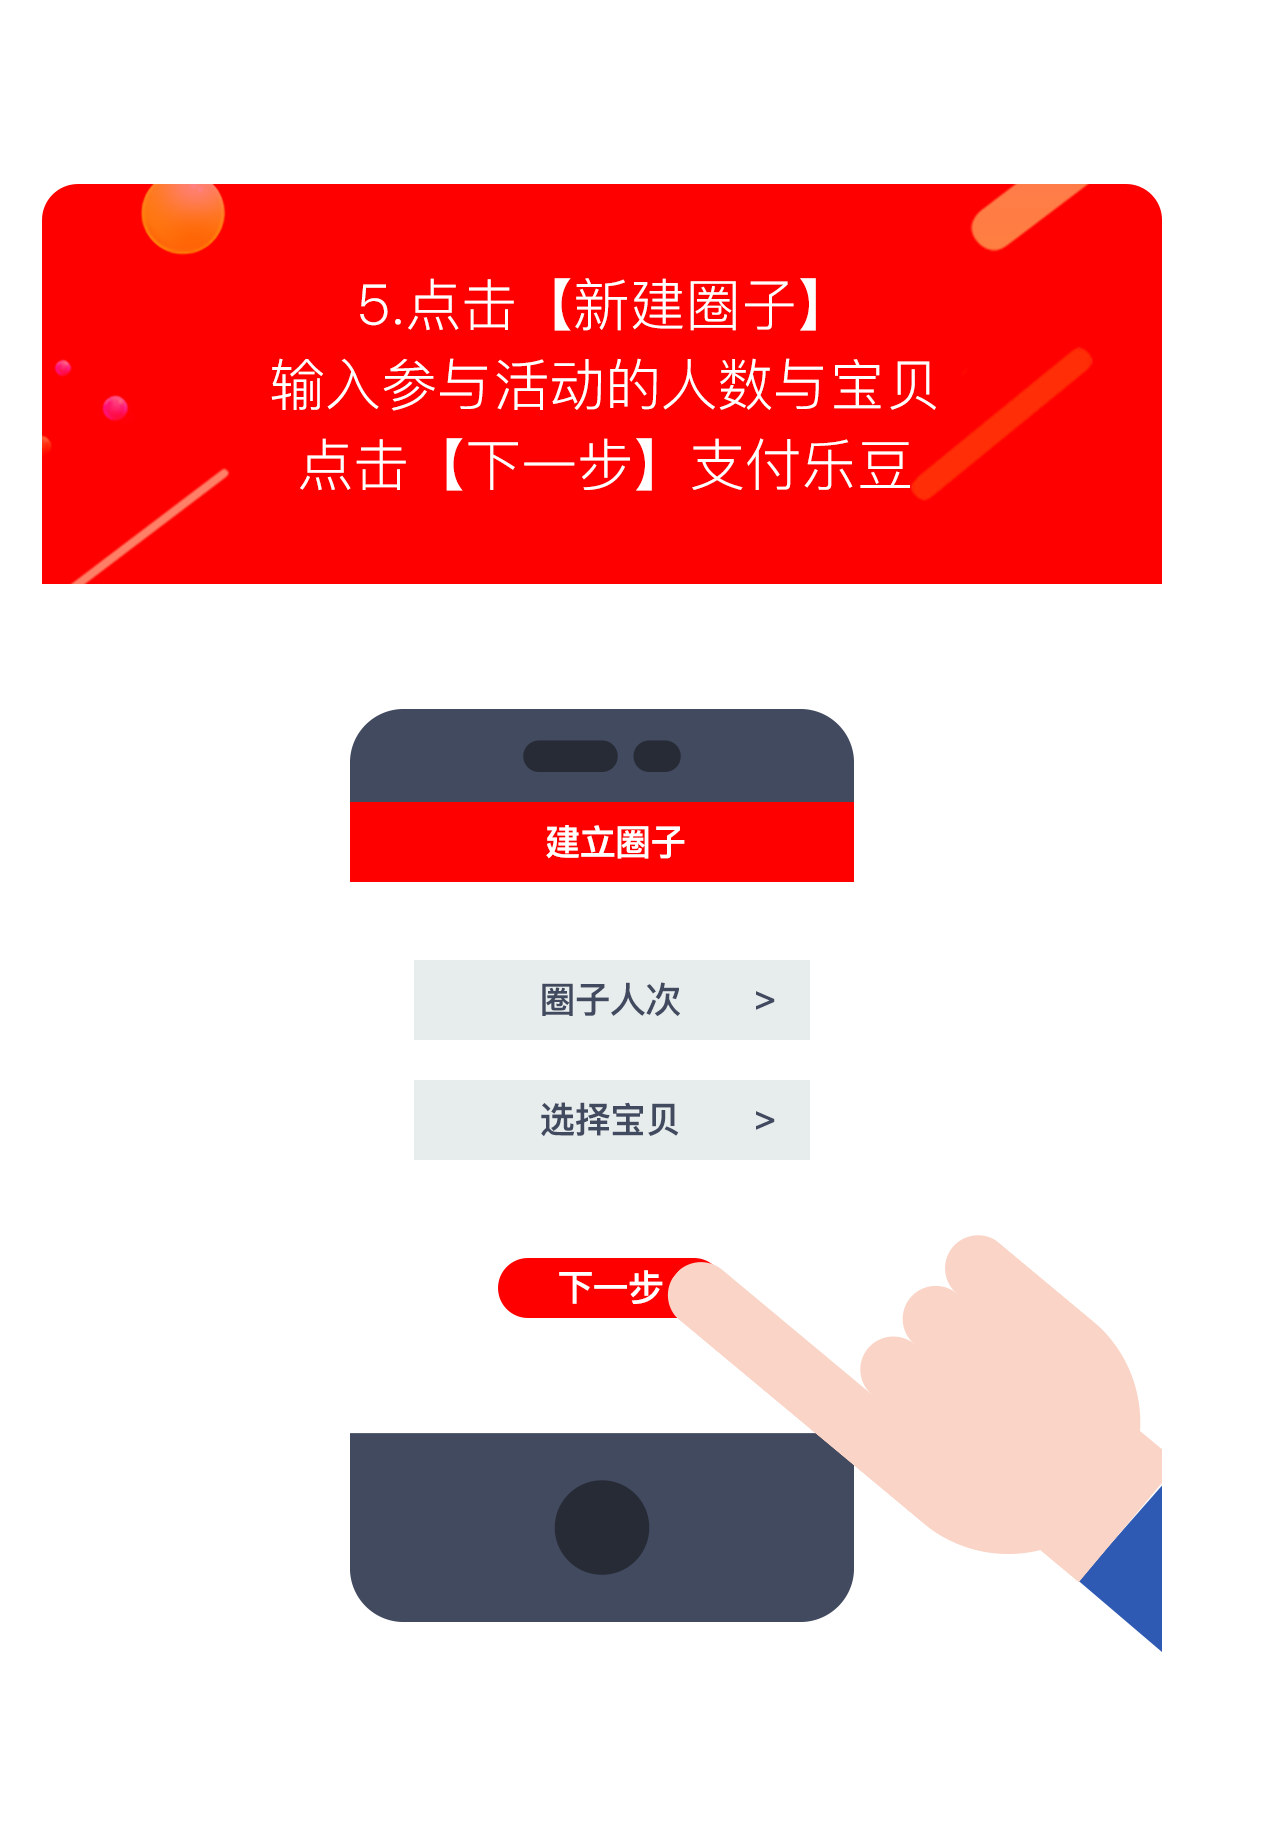 5.点击【新建圈子】
输入参与活动的人数与宝贝
点击【下一步】支付乐豆
建立圈子
圈子人次 >
选择宝贝 >
下一步